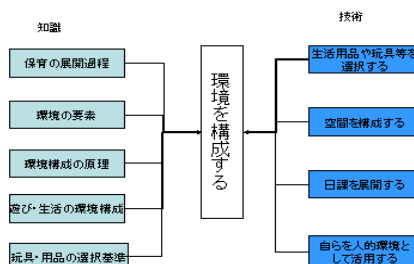 知識
技術
保育の展開過程
環境の要素
環境構成の原理
遊び・生活の環境構成
玩具・用品の選択基準
環境を構成する
生活用品や玩具等を
選択する
空間を構成する
日課を展開する
自らを人的環境と
して活用する